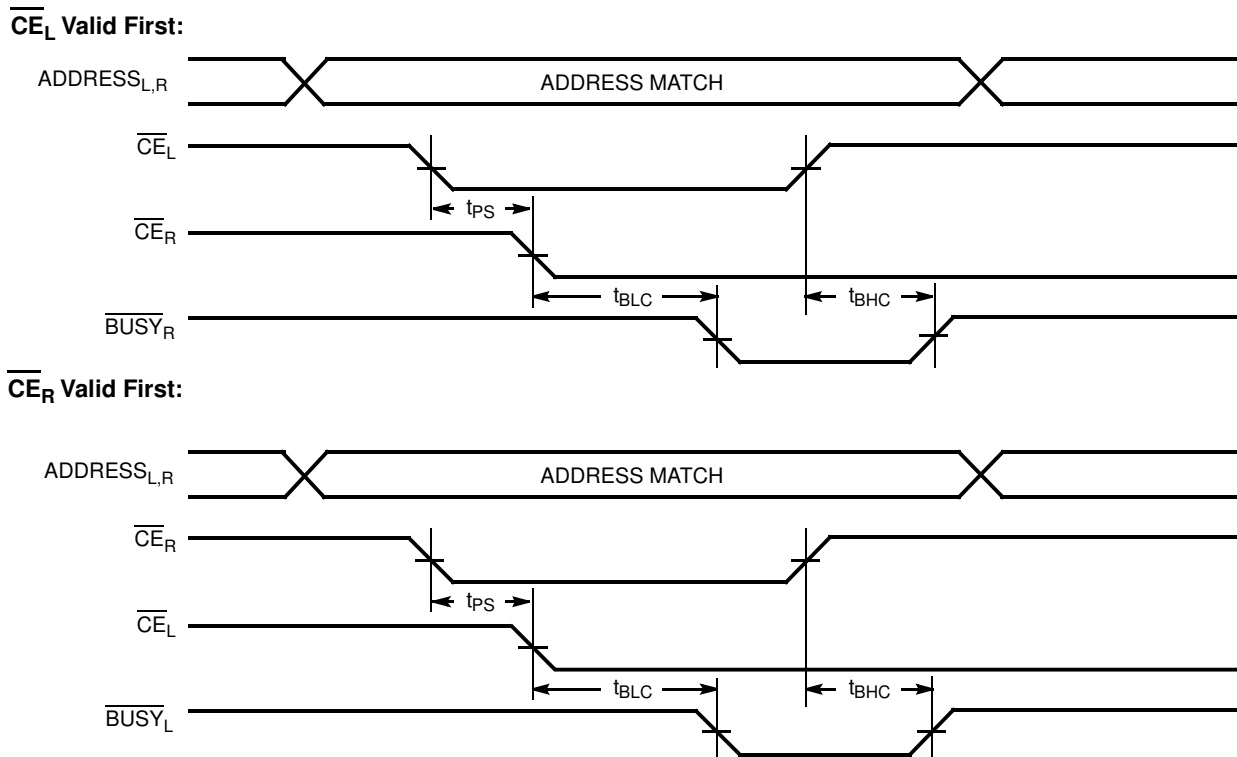 CE_L Valid First:
ADDRESS_L,R
ADDRESS MATCH
CE_L
t_PS
CE_R
t_BLC
t_BHC
BUSY_R
CE_R Valid First:
ADDRESS_L,R
ADDRESS MATCH
CE_R
t_PS
CE_L
t_BLC
t_BHC
BUSY_L